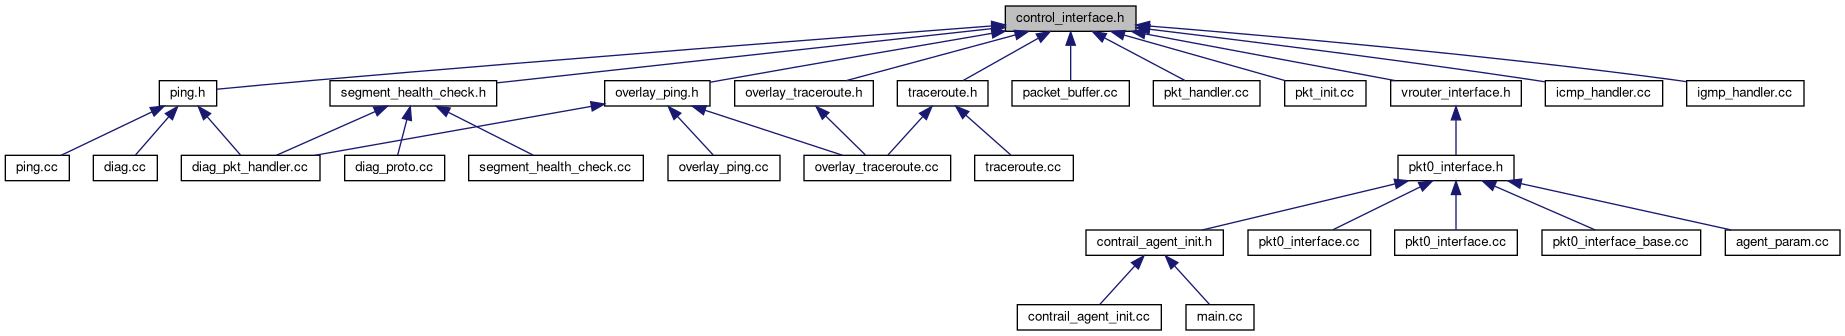 control_interface.h
ping.h
segment_health_check.h
overlay_ping.h
overlay_traceroute.h
traceroute.h
packet_buffer.cc
pkt_handler.cc
pkt_init.cc
vrouter_interface.h
icmp_handler.cc
igmp_handler.cc
ping.cc
diag.cc
diag_pkt_handler.cc
diag_proto.cc
segment_health_check.cc
overlay_ping.cc
overlay_traceroute.cc
traceroute.cc
pkt0_interface.h
contrail_agent_init.h
pkt0_interface.cc
pkt0_interface.cc
pkt0_interface_base.cc
agent_param.cc
contrail_agent_init.cc
main.cc